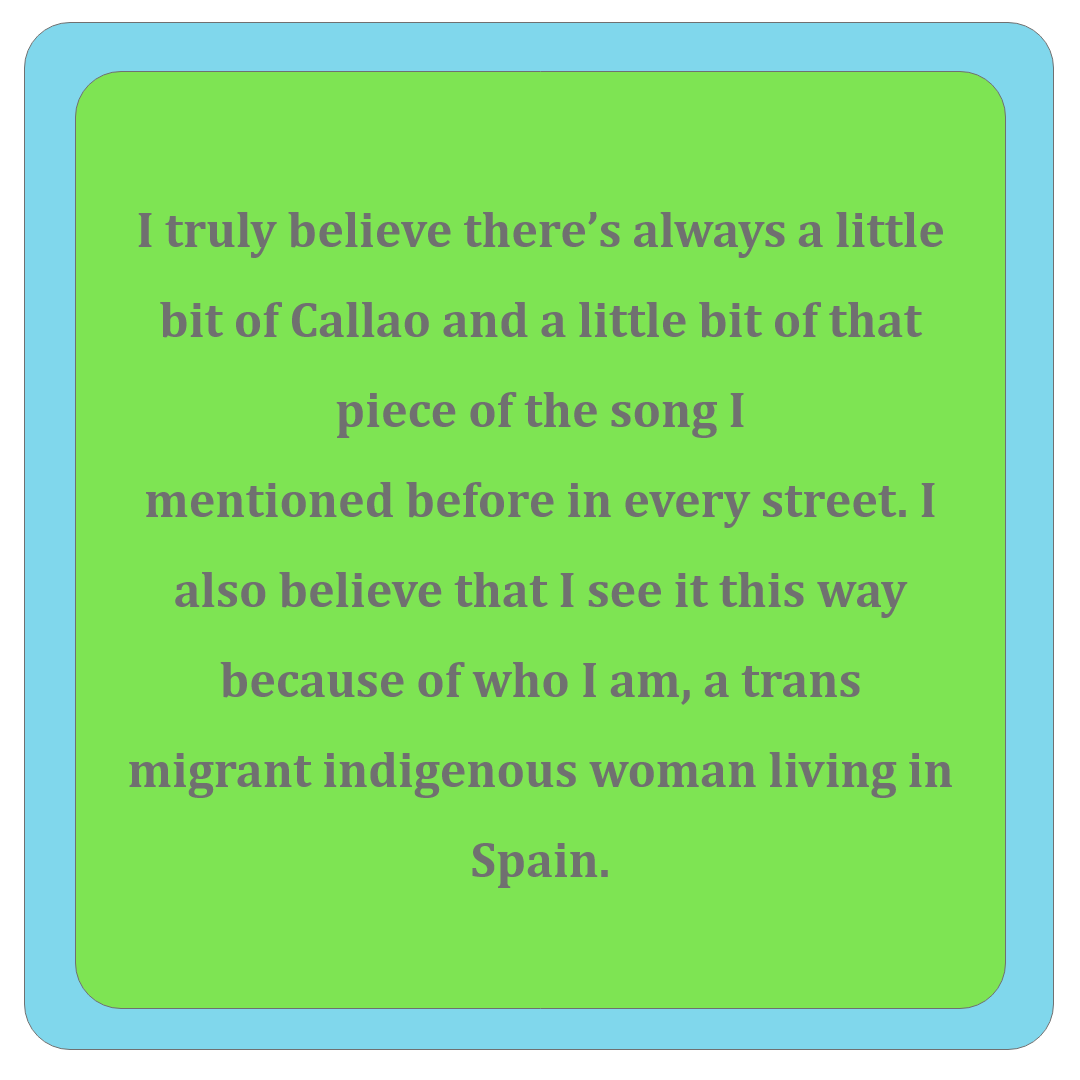 I truly believe there’s always a little
bit of Callao and a little bit of that
piece of the song I
mentioned before in every street. I
also believe that I see it this way
because of who I am, a trans
migrant indigenous woman living in
Spain.